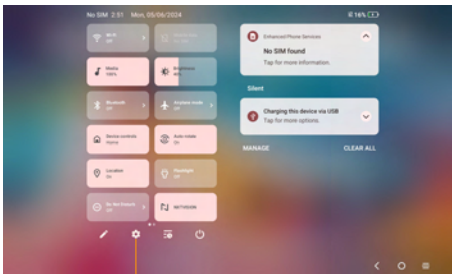 No SIM 2:51 Mon, 05/06/2024
16%
Wi-Fi
Off
Media
100%
Brightness
40%
Bluetooth
Off
Airplane mode
Off
Device controls
Home
Auto-rotate
On
Location
On
Flashlight
Off
Do Not Disturb
Off
Enhanced Phone Services
No SIM found
Tap for more information.
Silent
Charging this device via USB
Tap for more options.
MANAGE
CLEAR ALL